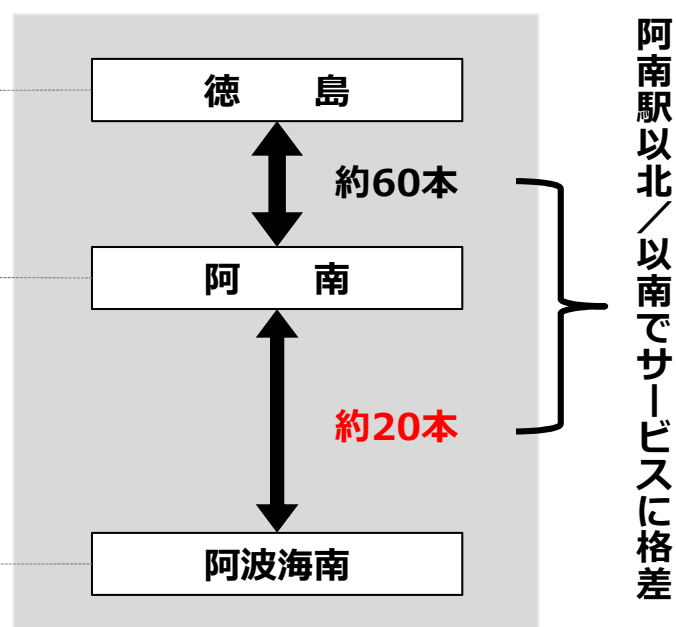 徳　島
約60本
阿　南
約20本
阿波海南
阿南駅以北／以南でサービスに格差